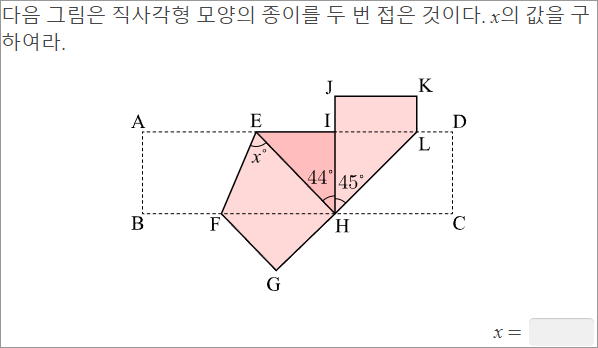 다음 그림은 직사각형 모양의 종이를 두 번 접은 것이다. x의 값을 구
하여라.
J K
A E I D
L
x°
44° 45°
B F H C
G
x =